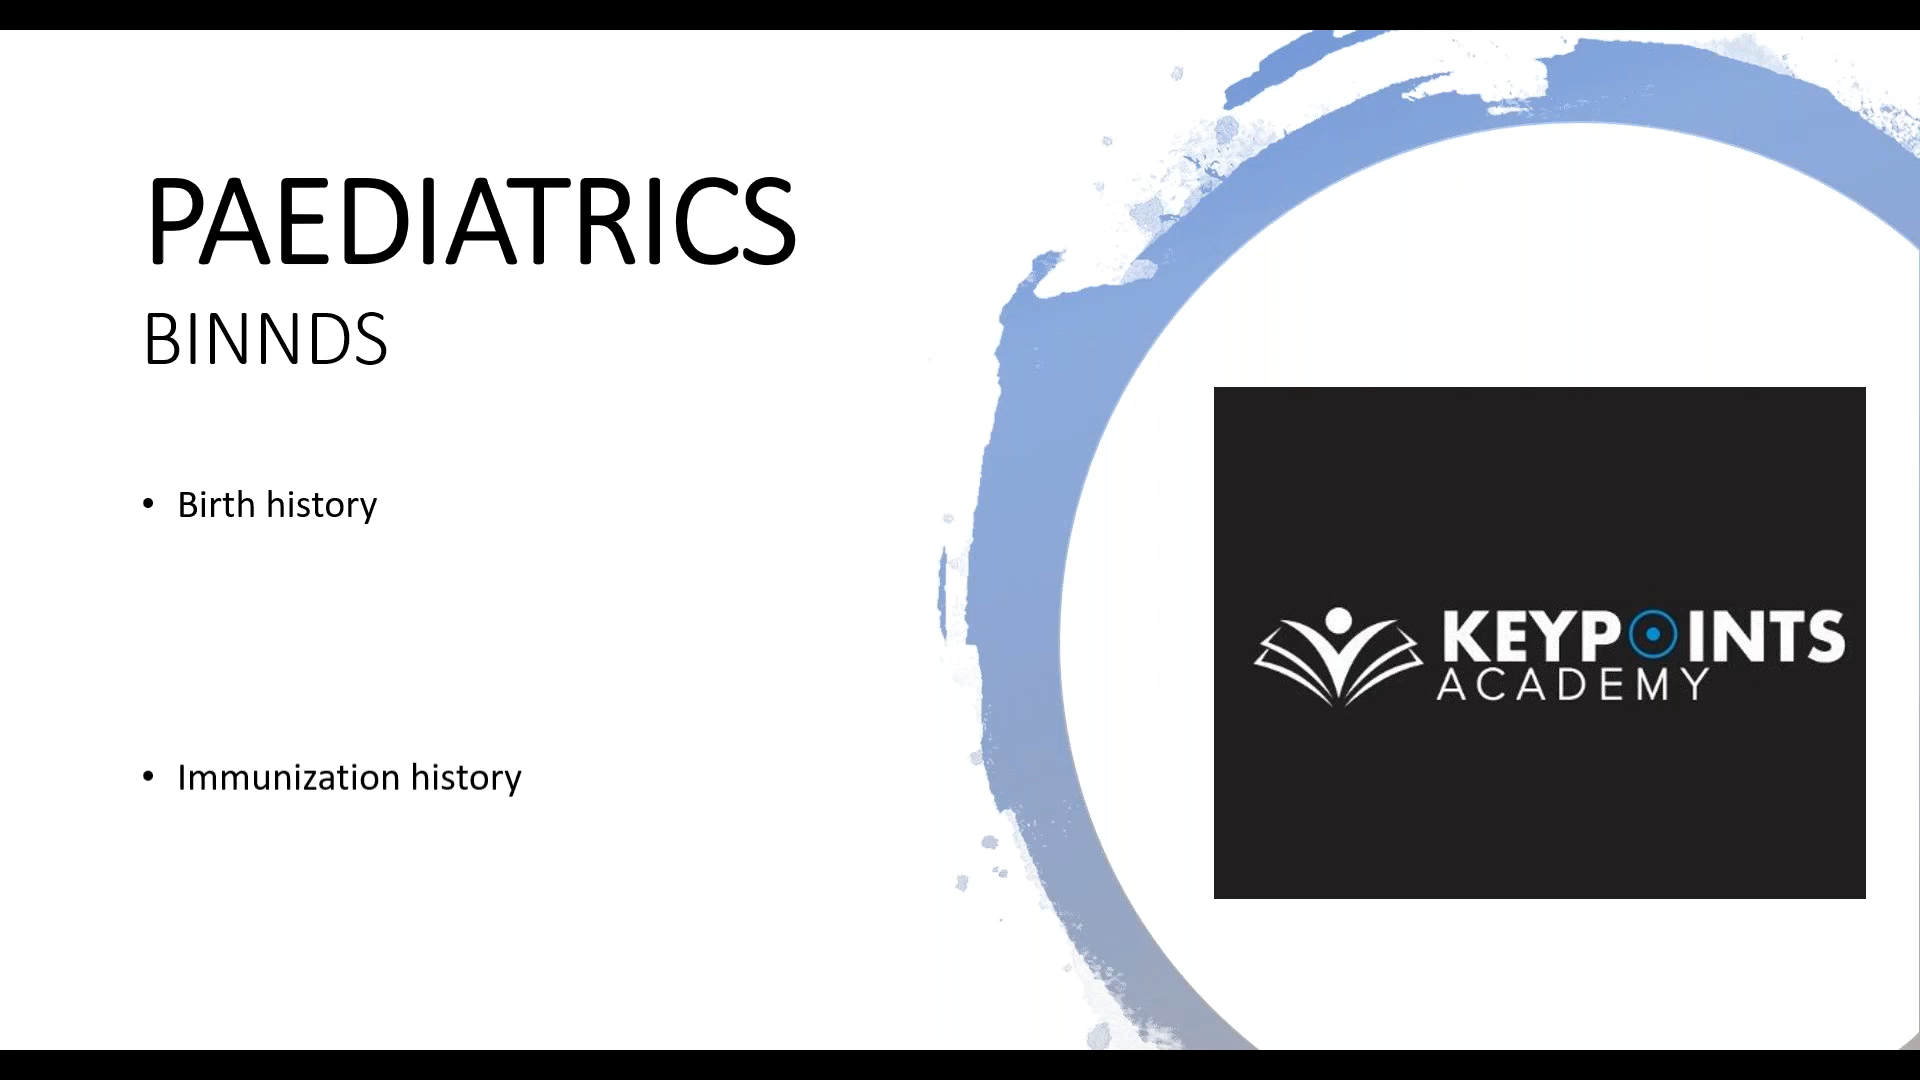 PAEDIATRICS
BINNDS
• Birth history
• Immunization history
KEYPOINTS
ACADEMY